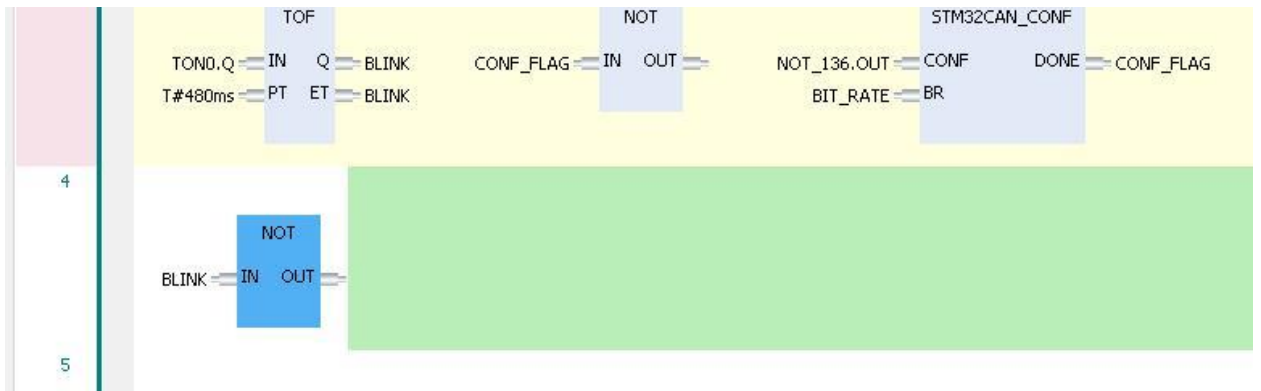 TOF NOT STM32CAN_CONF
TON0.Q IN Q BLINK CONF_FLAG IN OUT NOT_136.OUT CONF DONE CONF_FLAG
T#480ms PT ET BLINK BIT_RATE BR
4
NOT
BLINK IN OUT
5